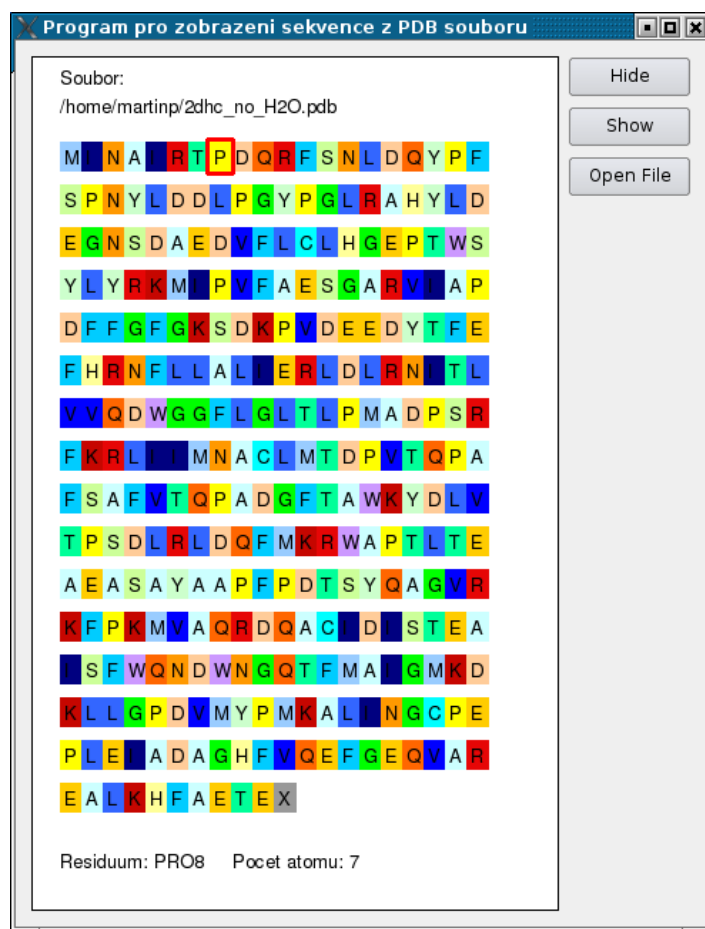 Program pro zobrazeni sekvence z PDB souboru
Soubor:
/home/martinp/2dhc_no_H2O.pdb
M I N A I R T P D Q R F S N L D Q Y P F
S P N Y L D D L P G Y P G L R A H Y L D
E G N S D A E D V F L C L H G E P T W S
Y L Y R K M I P V F A E S G A R V I A P
D F F G F G K S D K P V D E E D Y T F E
F H R N F L L A L I E R L D L R N I T L
V V Q D W G G F L G L T L P M A D P S R
F K R L I I M N A C L M T D P V T Q P A
F S A F V T Q P A D G F T A W K Y D L V
T P S D L R L D Q F M K R W A P T L T E
A E A S A Y A A P F P D T S Y Q A G V R
K F P K M V A Q R D Q A C I D I S T E A
I S F W Q N D W N G Q T F M A I G M K D
K L L G P D V M Y P M K A L I N G C P E
P L E I A D A G H F V Q E F G E Q V A R
E A L K H F A E T E X
Residuum: PRO8 Pocet atomu: 7
Hide
Show
Open File